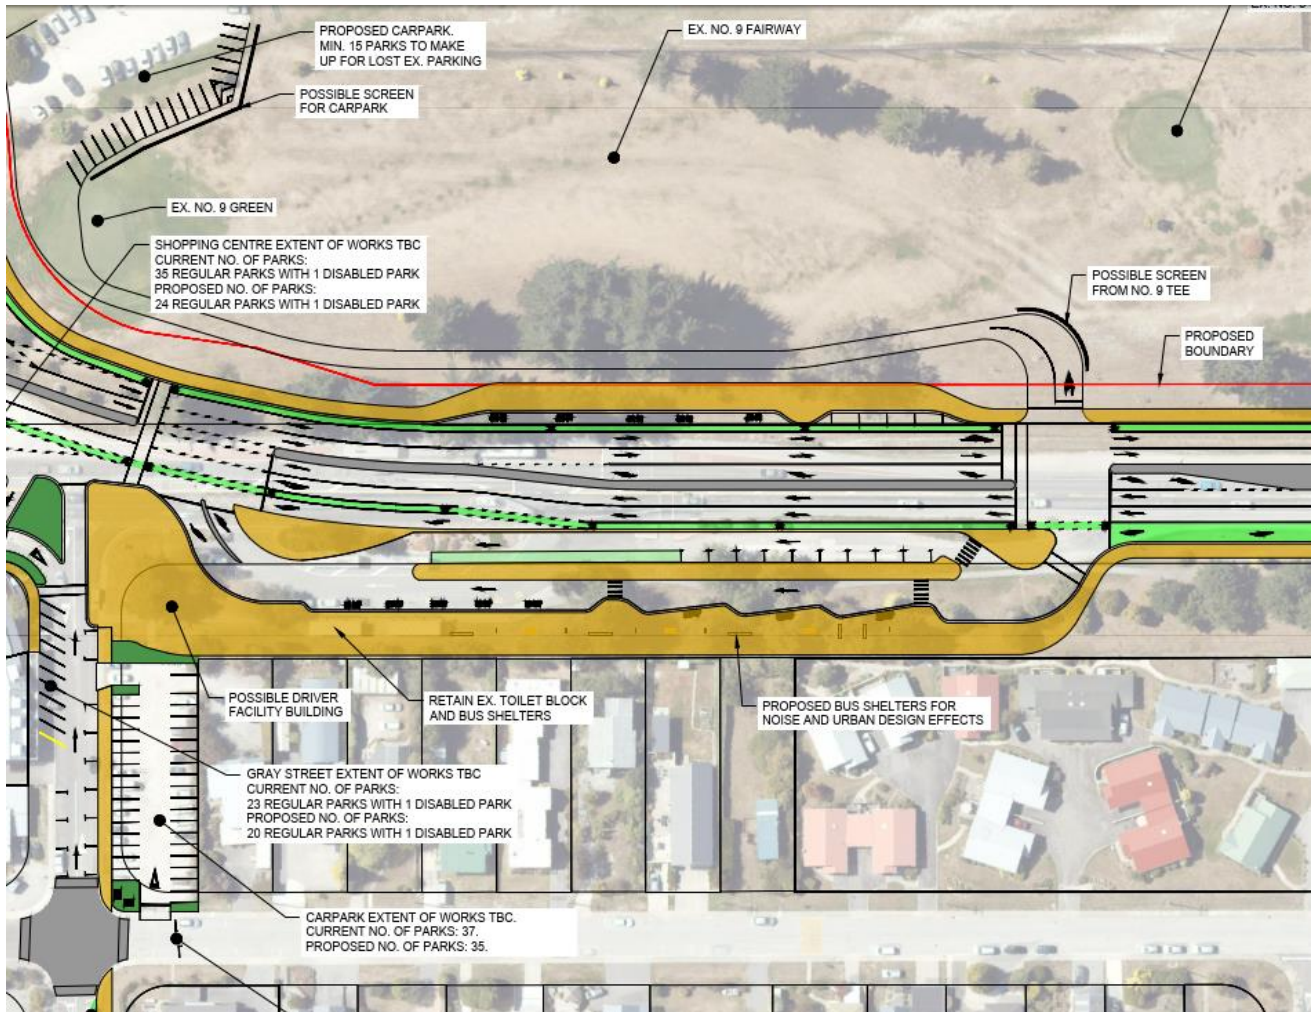 PROPOSED CARPARK.
MIN. 15 PARKS TO MAKE
UP FOR LOST EX. PARKING
EX. NO. 9 FAIRWAY
POSSIBLE SCREEN
FOR CARPARK
EX. NO. 9 GREEN
SHOPPING CENTRE EXTENT OF WORKS TBC
CURRENT NO. OF PARKS:
35 REGULAR PARKS WITH 1 DISABLED PARK
PROPOSED NO. OF PARKS:
24 REGULAR PARKS WITH 1 DISABLED PARK
POSSIBLE SCREEN
FROM NO. 9 TEE
PROPOSED
BOUNDARY
POSSIBLE DRIVER
FACILITY BUILDING
RETAIN EX. TOILET BLOCK
AND BUS SHELTERS
PROPOSED BUS SHELTERS FOR
NOISE AND URBAN DESIGN EFFECTS
GRAY STREET EXTENT OF WORKS TBC
CURRENT NO. OF PARKS:
23 REGULAR PARKS WITH 1 DISABLED PARK
PROPOSED NO. OF PARKS:
20 REGULAR PARKS WITH 1 DISABLED PARK
CARPARK EXTENT OF WORKS TBC.
CURRENT NO. OF PARKS: 37.
PROPOSED NO. OF PARKS: 35.